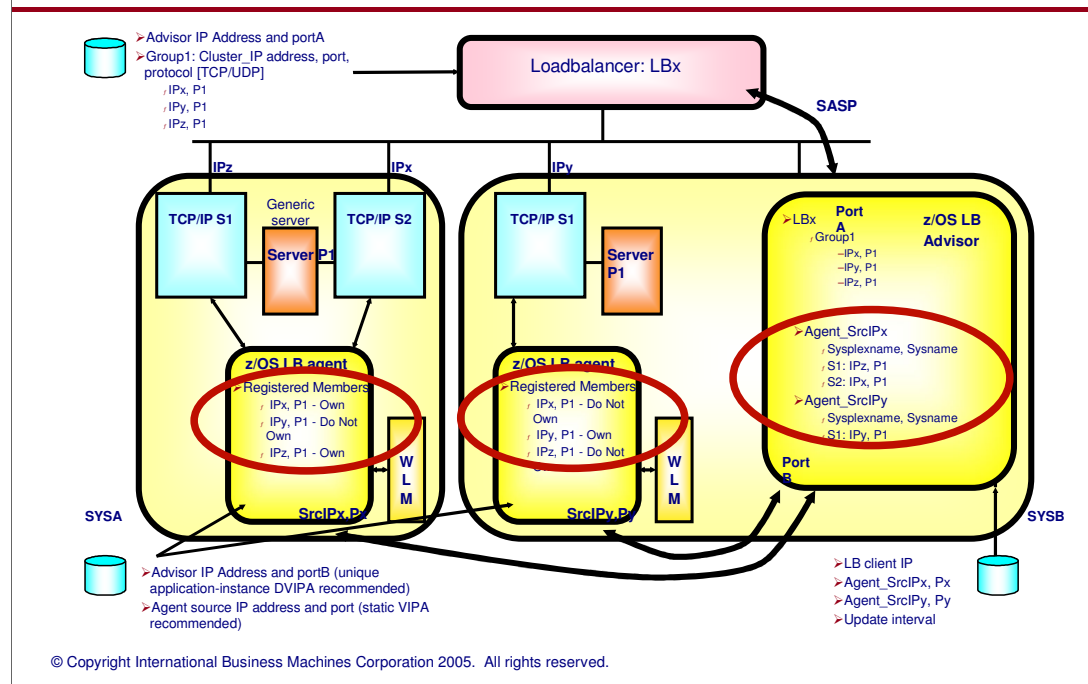 ➢Advisor IP Address and portA
➢Group1: Cluster_IP address, port,
protocol [TCP/UDP]
ƒ IPx, P1
ƒ IPy, P1
ƒ IPz, P1
Loadbalancer: LBx
SASP
IPz
IPx
IPy
TCP/IP S1
Generic
server
Server P1
TCP/IP S2
z/OS LB agent
➢Registered Members
ƒ IPx, P1 - Own
ƒ IPy, P1 - Do Not
Own
ƒ IPz, P1 - Own
W
L
M
SrcIPx,Px
SYSA
TCP/IP S1
Server
P1
z/OS LB agent
➢Registered Members
ƒ IPx, P1 - Do Not
Own
ƒ IPy, P1 - Own
ƒ IPz, P1 - Do Not
W
L
M
SrcIPy,Py
➢LBx
ƒGroup1
–IPx, P1
–IPy, P1
–IPz, P1
Port
A
z/OS LB
Advisor
➢Agent_SrcIPx
ƒ Sysplexname, Sysname
ƒ S1: IPz, P1
ƒ S2: IPx, P1
➢Agent_SrcIPy
ƒ Sysplexname, Sysname
ƒ S1: IPy, P1
Port
B
SYSB
➢Advisor IP Address and portB (unique
application-instance DVIPA recommended)
➢Agent source IP address and port (static VIPA
recommended)
➢LB client IP
➢Agent_SrcIPx, Px
➢Agent_SrcIPy, Py
➢Update interval
© Copyright International Business Machines Corporation 2005. All rights reserved.